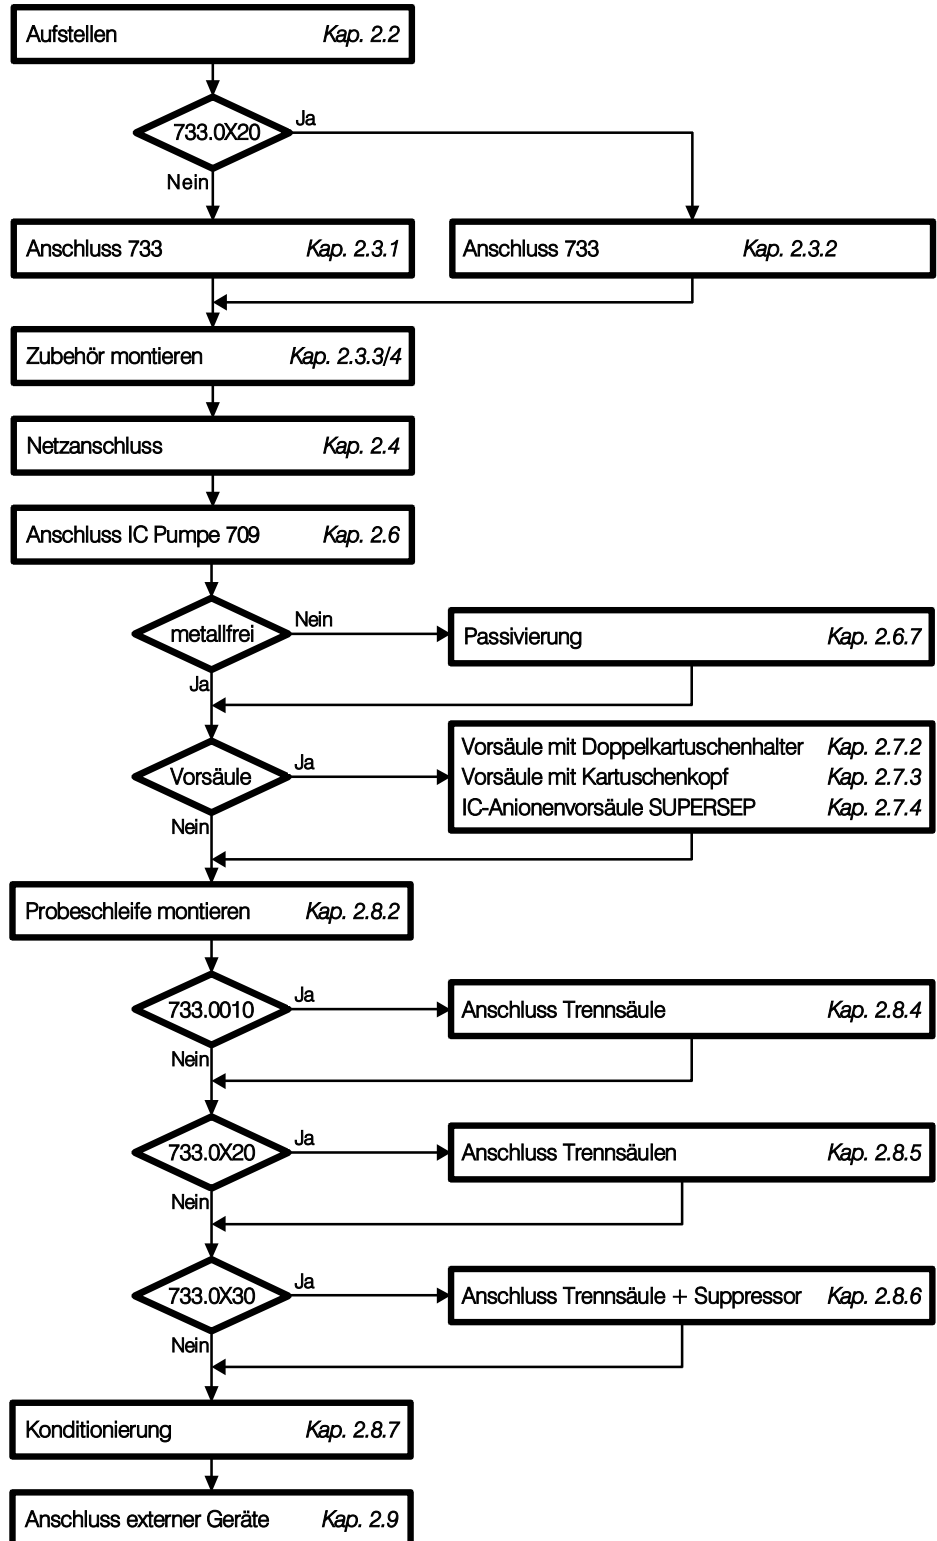 Aufstellen Kap. 2.2
733.0X20
Ja
Nein
Anschluss 733 Kap. 2.3.1
Anschluss 733 Kap. 2.3.2
Zubehör montieren Kap. 2.3.3/4
Netzanschluss Kap. 2.4
Anschluss IC Pumpe 709 Kap. 2.6
metallfrei
Nein
Ja
Passivierung Kap. 2.6.7
Vorsäule
Ja
Nein
Vorsäule mit Doppelkartuschenhalter Kap. 2.7.2
Vorsäule mit Kartuschenkopf Kap. 2.7.3
IC-Anionenvorsäule SUPERSEP Kap. 2.7.4
Probeschleife montieren Kap. 2.8.2
733.0010
Ja
Nein
Anschluss Trennsäule Kap. 2.8.4
733.0X20
Ja
Nein
Anschluss Trennsäulen Kap. 2.8.5
733.0X30
Ja
Nein
Anschluss Trennsäule + Suppressor Kap. 2.8.6
Konditionierung Kap. 2.8.7
Anschluss externer Geräte Kap. 2.9